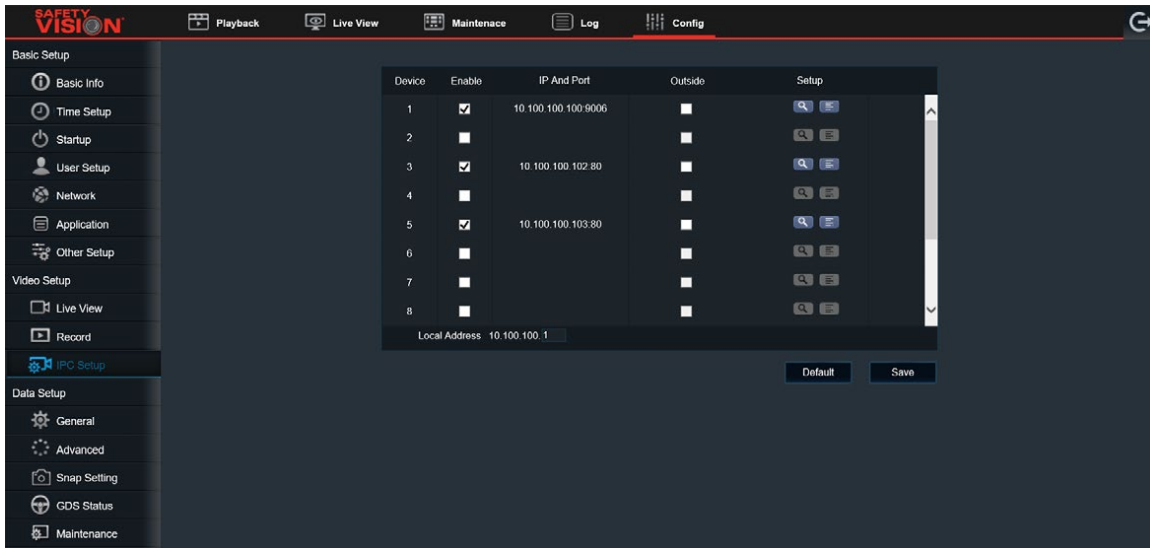 SAFETY
VISION
Playback
Live View
Maintenace
Log
Config
Basic Setup
Basic Info
Time Setup
Startup
User Setup
Network
Application
Other Setup
Video Setup
Live View
Record
IPC Setup
Data Setup
General
Advanced
Snap Setting
GDS Status
Maintenance
Device Enable IP And Port Outside Setup
1 10.100.100.100:9006
2
3 10.100.100.102:80
4
5 10.100.100.103:80
6
7
8
Local Address 10.100.100. 1
Default Save